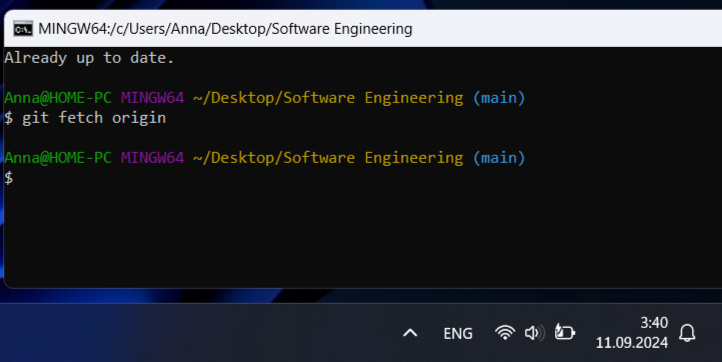 MINGW64:/c/Users/Anna/Desktop/Software Engineering
Already up to date.
Anna@HOME-PC MINGW64 ~/Desktop/Software Engineering (main)
$ git fetch origin
Anna@HOME-PC MINGW64 ~/Desktop/Software Engineering (main)
$
ENG
3:40
11.09.2024